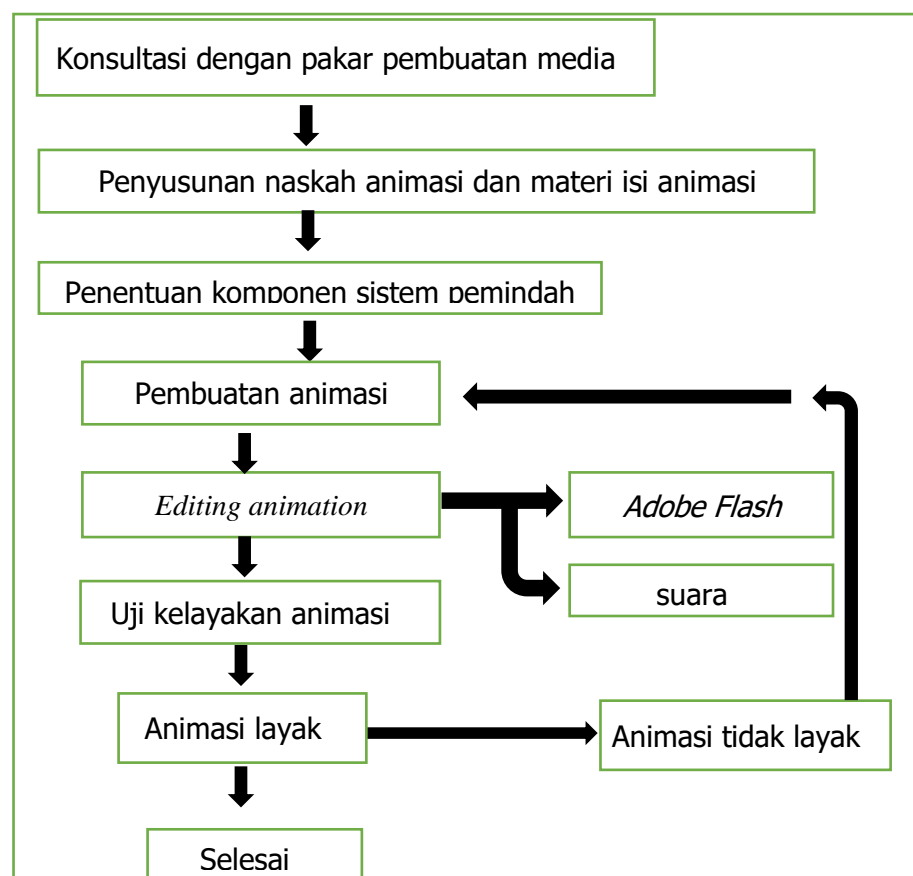 Konsultasi dengan pakar pembuatan media
Penyusunan naskah animasi dan materi isi animasi
Penentuan komponen sistem pemindah
Pembuatan animasi
Editing animation
Adobe Flash
suara
Uji kelayakan animasi
Animasi layak
Animasi tidak layak
Selesai